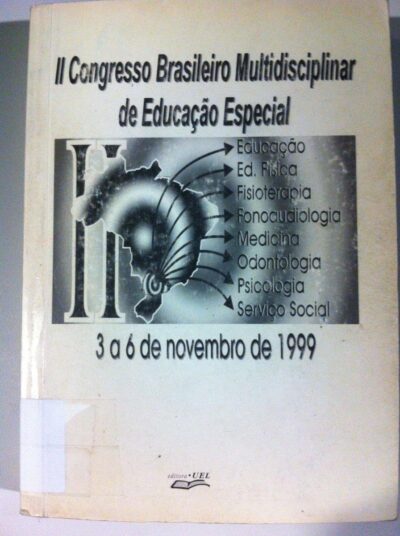 II Congresso Brasileiro Multidisciplinar
de Educação Especial
II
Educação
Ed. Física
Fisioterapia
Fonoaudiologia
Medicina
Odontologia
Psicologia
Serviço Social
3 a 6 de novembro de 1999
editora • UEL